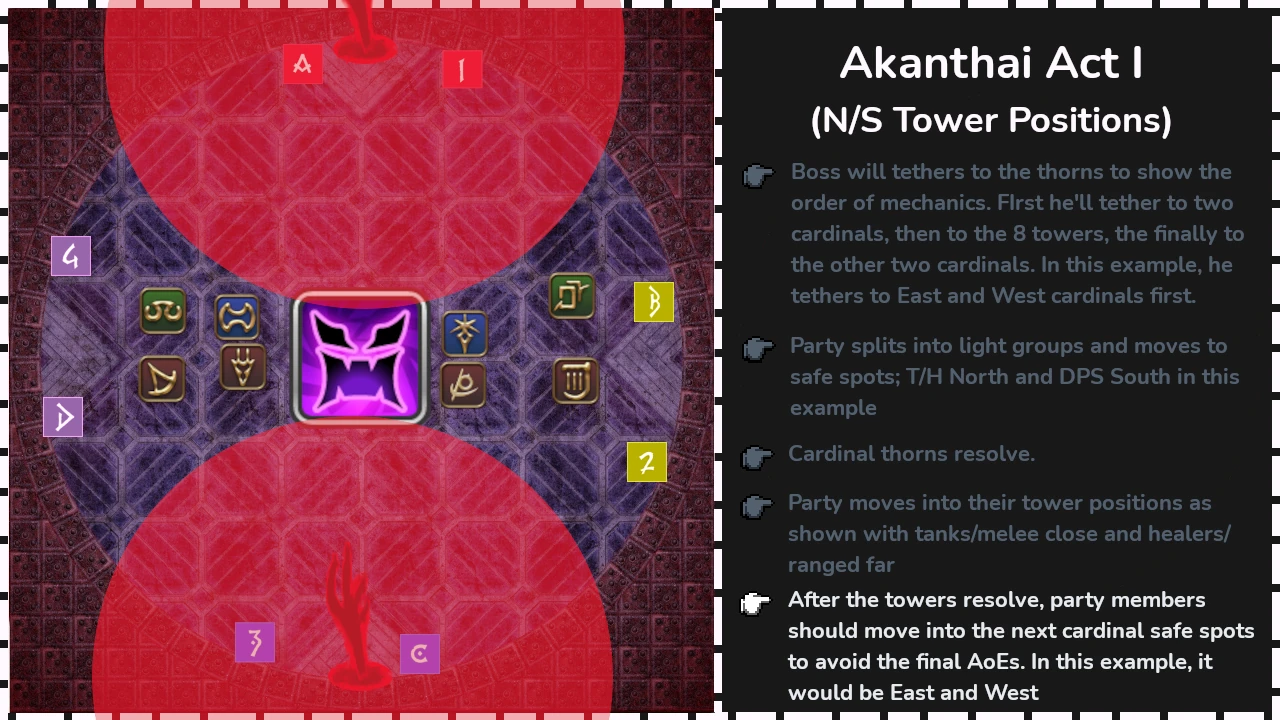 Akanthai Act I
(N/S Tower Positions)
Boss will tethers to the thorns to show the
order of mechanics. FIrst he'll tether to two
cardinals, then to the 8 towers, the finally to
the other two cardinals. In this example, he
tethers to East and West cardinals first.
Party splits into light groups and moves to
safe spots; T/H North and DPS South in this
example
Cardinal thorns resolve.
Party moves into their tower positions as
shown with tanks/melee close and healers/
ranged far
After the towers resolve, party members
should move into the next cardinal safe spots
to avoid the final AoEs. In this example, it
would be East and West
A
1
4
B
D
2
3
C